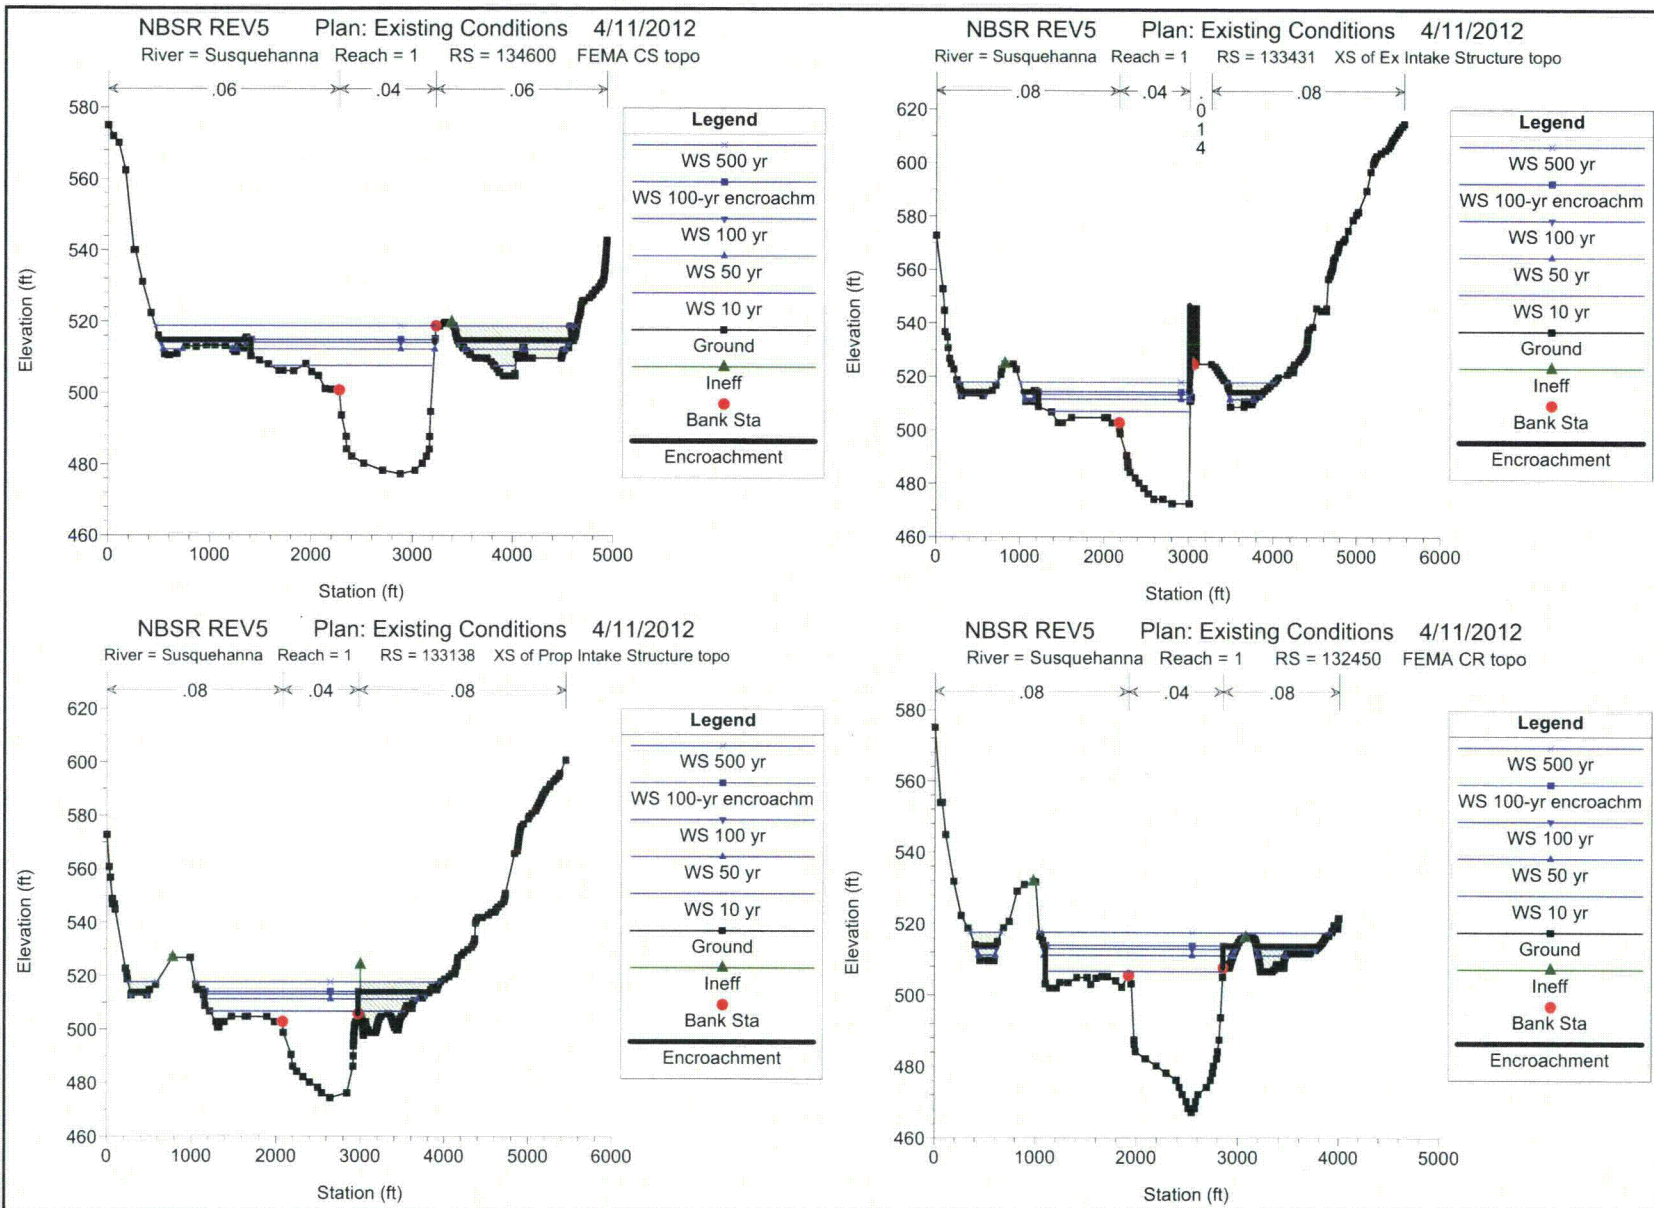 NBSR REV5 Plan: Existing Conditions 4/11/2012
River = Susquehanna Reach = 1 RS = 134600 FEMA CS topo
.06 .04 .06
580
560
540
520
500
480
460
0 1000 2000 3000 4000 5000
Elevation (ft)
Station (ft)
Legend
WS 500 yr
WS 100-yr encroachm
WS 100 yr
WS 50 yr
WS 10 yr
Ground
Ineff
Bank Sta
Encroachment
NBSR REV5 Plan: Existing Conditions 4/11/2012
River = Susquehanna Reach = 1 RS = 133431 XS of Ex Intake Structure topo
.08 .04 .014 .08
620
600
580
560
540
520
500
480
460
0 1000 2000 3000 4000 5000 6000
Elevation (ft)
Station (ft)
Legend
WS 500 yr
WS 100-yr encroachm
WS 100 yr
WS 50 yr
WS 10 yr
Ground
Ineff
Bank Sta
Encroachment
NBSR REV5 Plan: Existing Conditions 4/11/2012
River = Susquehanna Reach = 1 RS = 133138 XS of Prop Intake Structure topo
.08 .04 .08
620
600
580
560
540
520
500
480
460
0 1000 2000 3000 4000 5000 6000
Elevation (ft)
Station (ft)
Legend
WS 500 yr
WS 100-yr encroachm
WS 100 yr
WS 50 yr
WS 10 yr
Ground
Ineff
Bank Sta
Encroachment
NBSR REV5 Plan: Existing Conditions 4/11/2012
River = Susquehanna Reach = 1 RS = 132450 FEMA CR topo
.08 .04 .08
580
560
540
520
500
480
460
0 1000 2000 3000 4000 5000
Elevation (ft)
Station (ft)
Legend
WS 500 yr
WS 100-yr encroachm
WS 100 yr
WS 50 yr
WS 10 yr
Ground
Ineff
Bank Sta
Encroachment